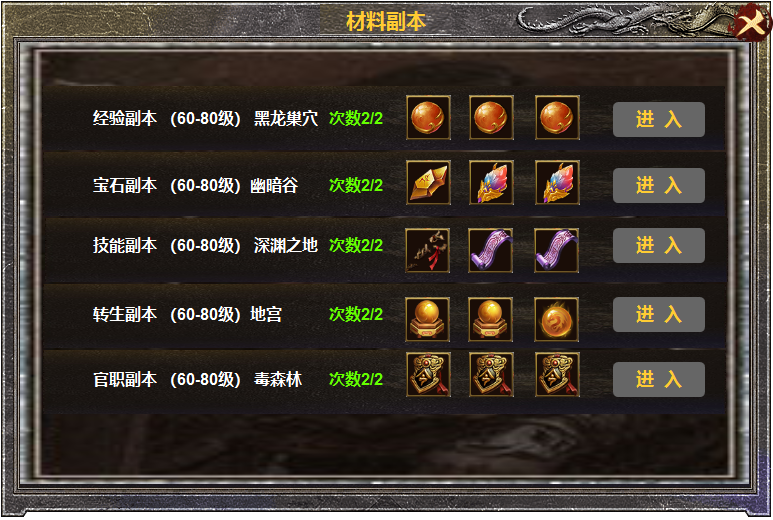 材料副本
经验副本 （60-80级） 黑龙巢穴 次数2/2 进 入
宝石副本 （60-80级） 幽暗谷 次数2/2 进 入
技能副本 （60-80级） 深渊之地 次数2/2 进 入
转生副本 （60-80级） 地宫 次数2/2 进 入
官职副本 （60-80级） 毒森林 次数2/2 进 入